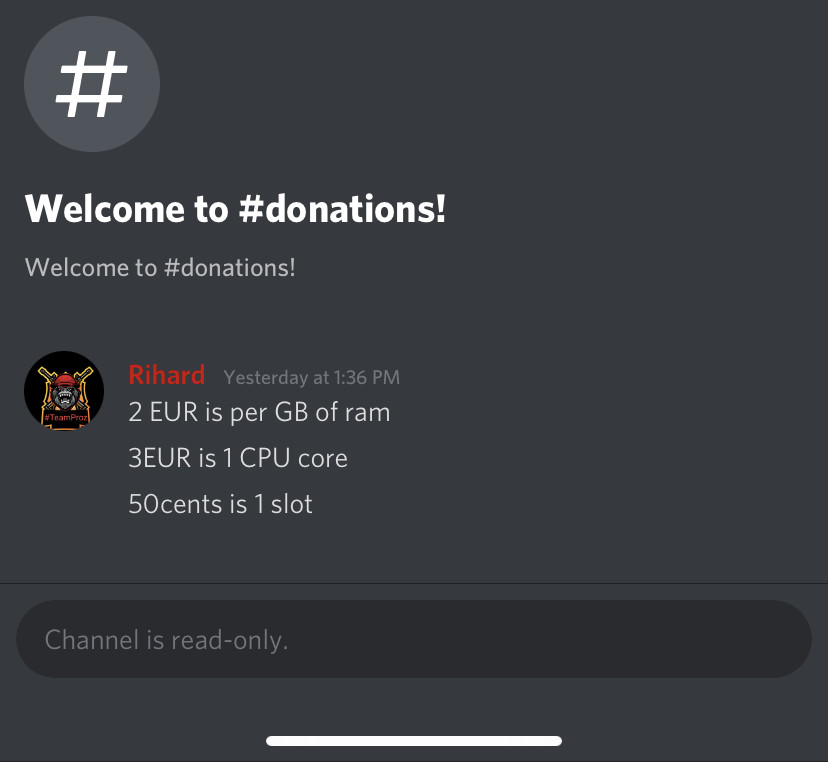 #
Welcome to #donations!
Welcome to #donations!
Rihard Yesterday at 1:36 PM
#TeamProz
2 EUR is per GB of ram
3EUR is 1 CPU core
50cents is 1 slot
Channel is read-only.